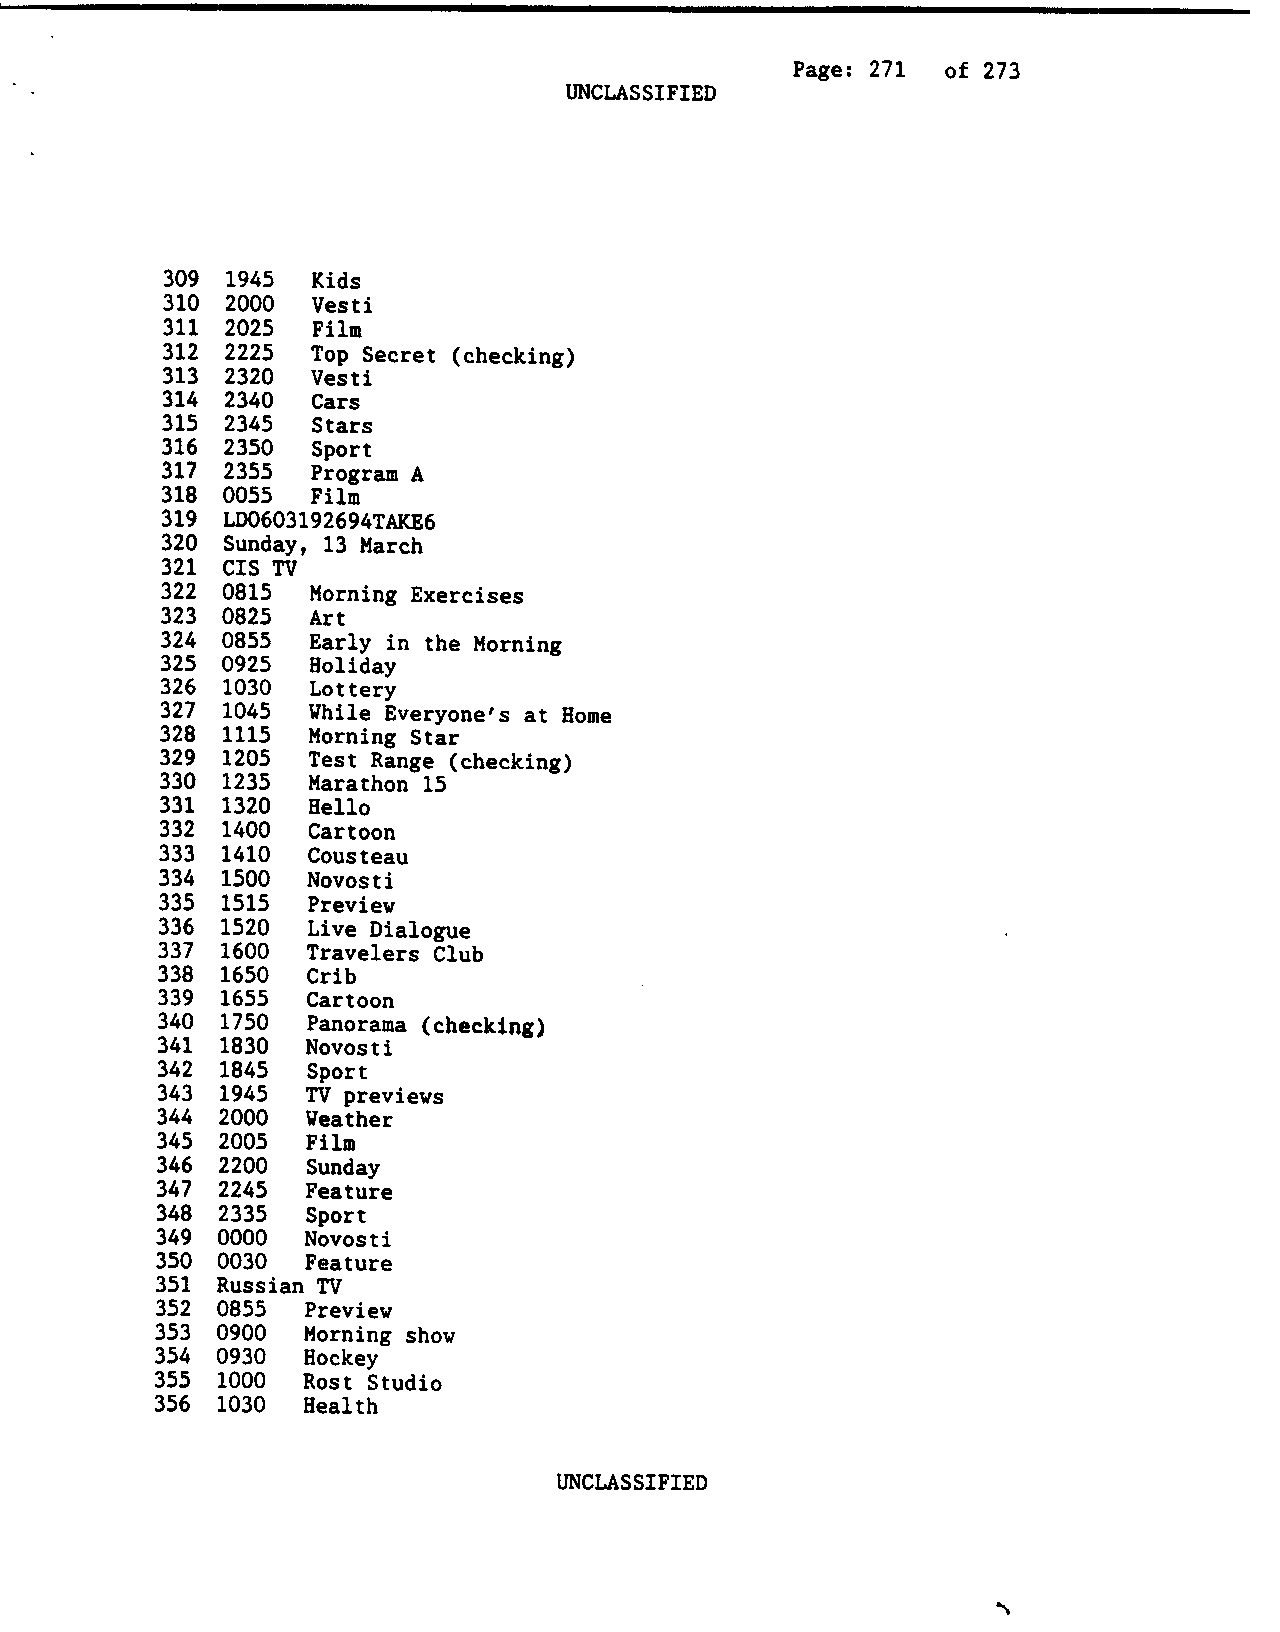 Page: 271 of 273
UNCLASSIFIED
309 1945 Kids
310 2000 Vesti
311 2025 Film
312 2225 Top Secret (checking)
313 2320 Vesti
314 2340 Cars
315 2345 Stars
316 2350 Sport
317 2355 Program A
318 0055 Film
319 LD0603192694TAKE6
320 Sunday, 13 March
321 CIS TV
322 0815 Morning Exercises
323 0825 Art
324 0855 Early in the Morning
325 0925 Holiday
326 1030 Lottery
327 1045 While Everyone's at Home
328 1115 Morning Star
329 1205 Test Range (checking)
330 1235 Marathon 15
331 1320 Hello
332 1400 Cartoon
333 1410 Cousteau
334 1500 Novosti
335 1515 Preview
336 1520 Live Dialogue
337 1600 Travelers Club
338 1650 Crib
339 1655 Cartoon
340 1750 Panorama (checking)
341 1830 Novosti
342 1845 Sport
343 1945 TV previews
344 2000 Weather
345 2005 Film
346 2200 Sunday
347 2245 Feature
348 2335 Sport
349 0000 Novosti
350 0030 Feature
351 Russian TV
352 0855 Preview
353 0900 Morning show
354 0930 Hockey
355 1000 Rost Studio
356 1030 Health
UNCLASSIFIED